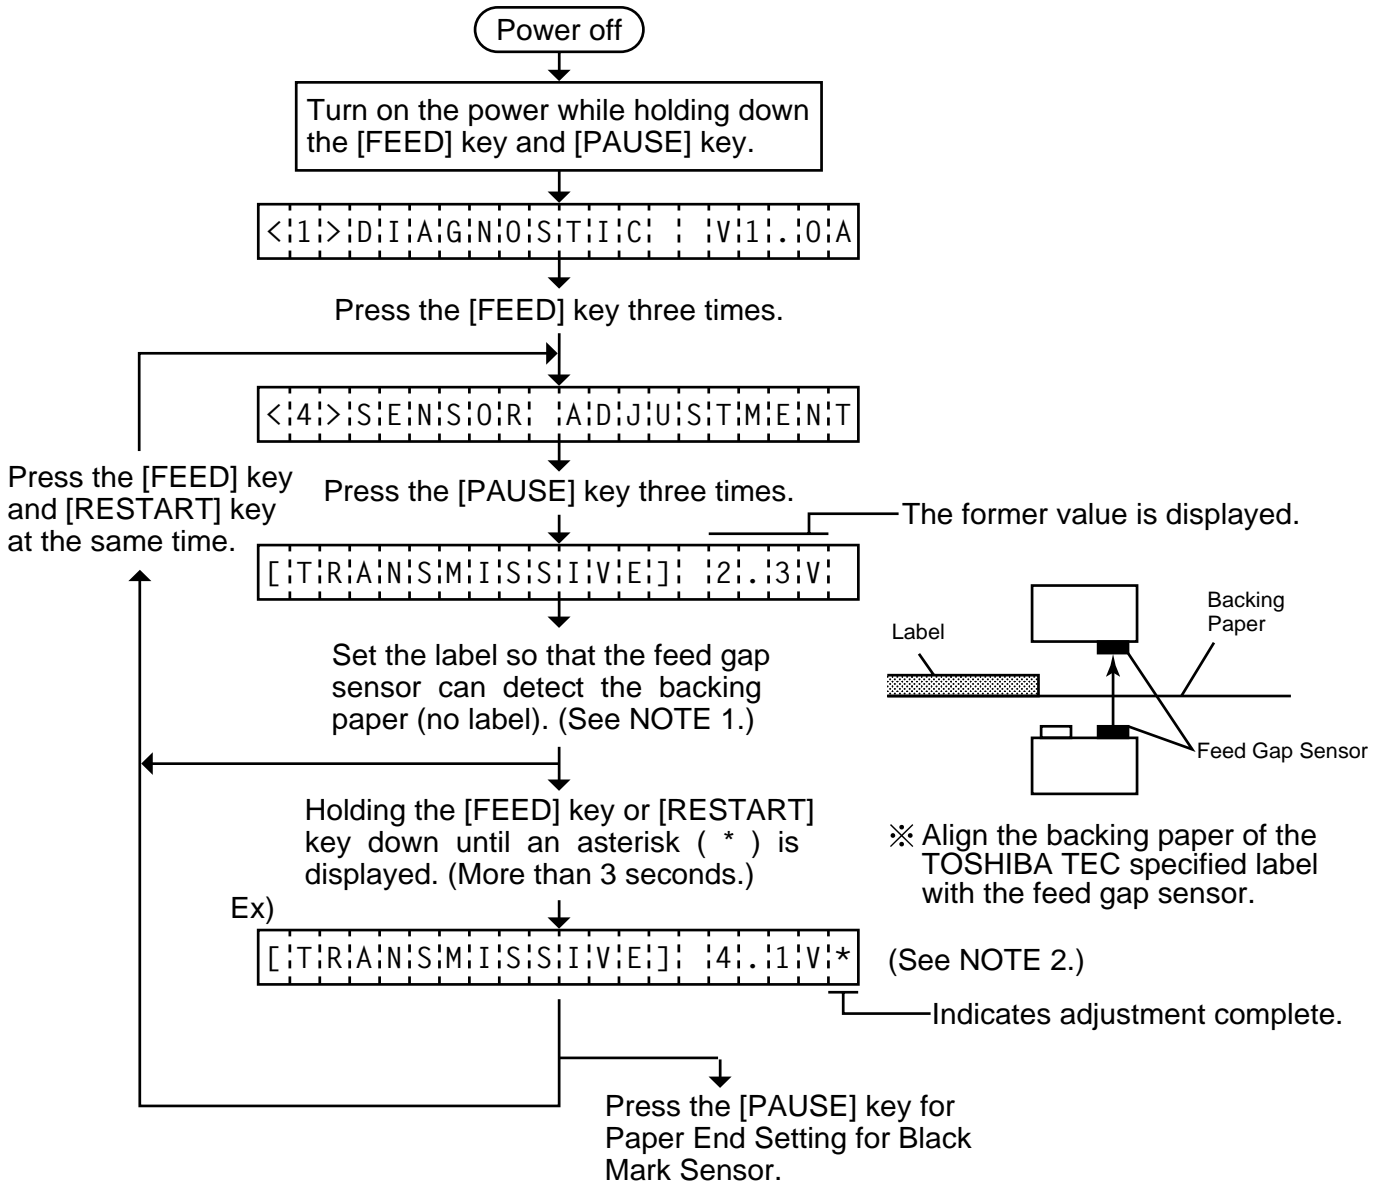 Power off
Turn on the power while holding down
the [FEED] key and [PAUSE] key.
<1>DIAGNOSTIC  V1.0A
Press the [FEED] key three times.
<4>SENSOR ADJUSTMENT
Press the [FEED] key
and [RESTART] key
at the same time.
Press the [PAUSE] key three times.
The former value is displayed.
[TRANSMISSIVE] 2.3V
Set the label so that the feed gap
sensor can detect the backing
paper (no label). (See NOTE 1.)
Label
Backing
Paper
Feed Gap Sensor
Holding the [FEED] key or [RESTART]
key down until an asterisk ( * ) is
displayed. (More than 3 seconds.)
※ Align the backing paper of the
TOSHIBA TEC specified label
with the feed gap sensor.
Ex)
[TRANSMISSIVE] 4.1V*
(See NOTE 2.)
Indicates adjustment complete.
Press the [PAUSE] key for
Paper End Setting for Black
Mark Sensor.